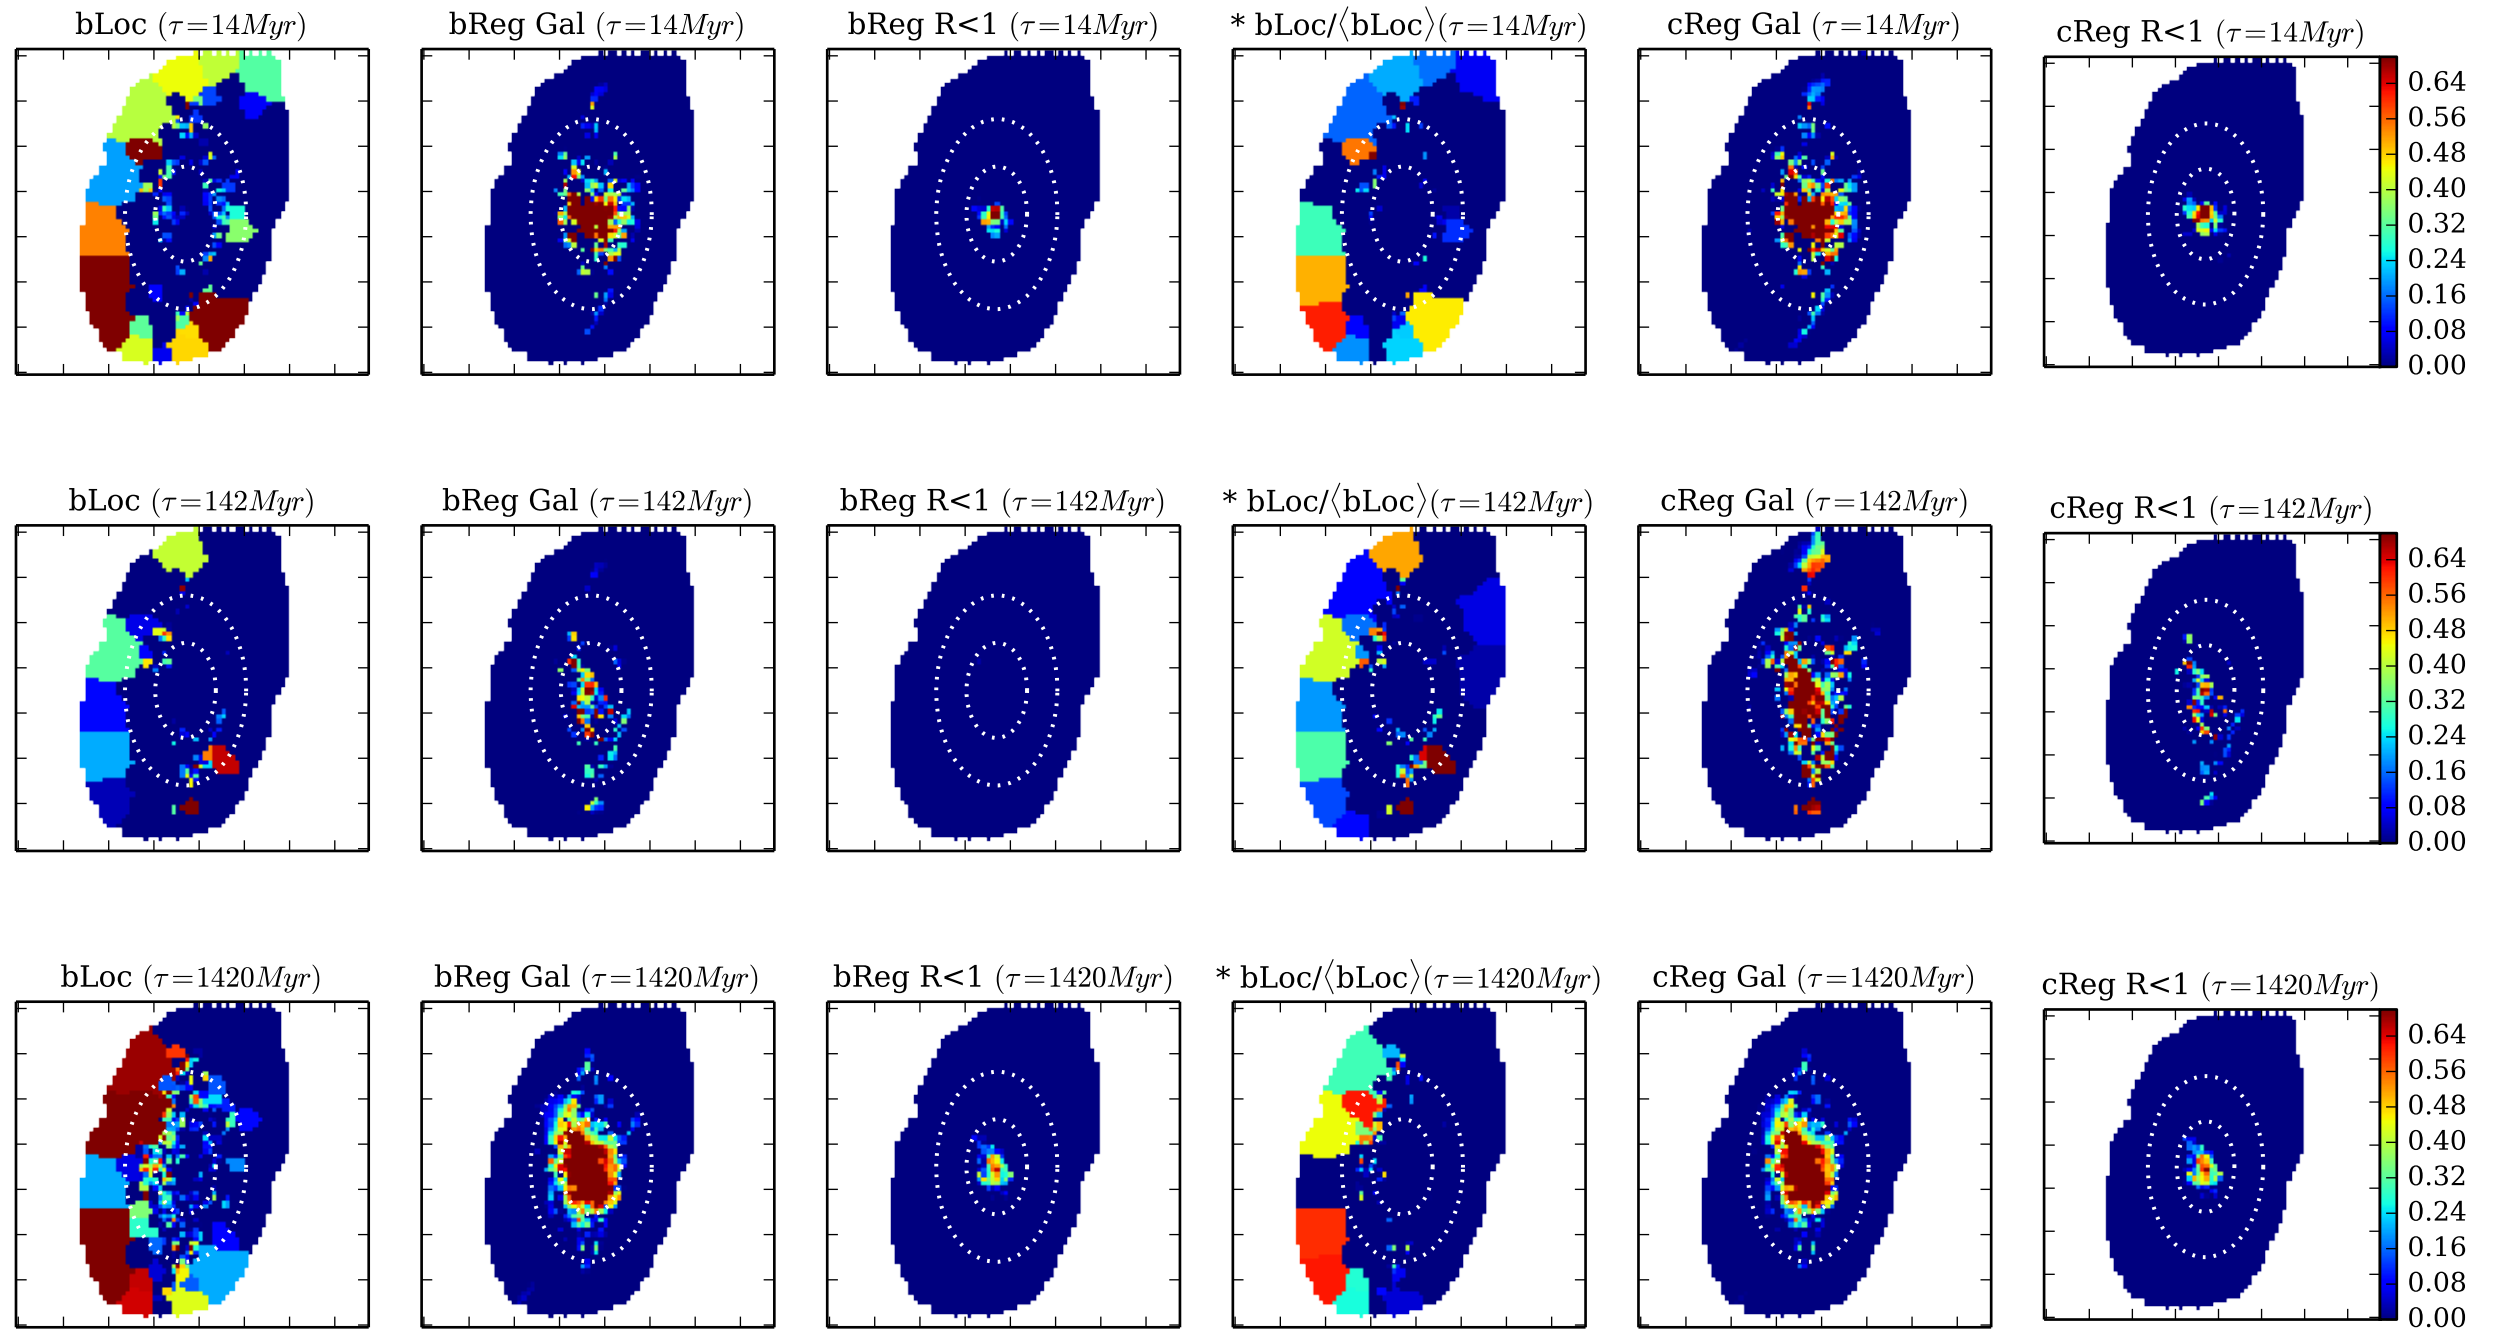 bLoc (τ=14Myr)
bReg Gal (τ=14Myr)
bReg R<1 (τ=14Myr)
* bLoc/⟨bLoc⟩(τ=14Myr)
cReg Gal (τ=14Myr)
cReg R<1 (τ=14Myr)
0.64
0.56
0.48
0.40
0.32
0.24
0.16
0.08
0.00
bLoc (τ=142Myr)
bReg Gal (τ=142Myr)
bReg R<1 (τ=142Myr)
* bLoc/⟨bLoc⟩(τ=142Myr)
cReg Gal (τ=142Myr)
cReg R<1 (τ=142Myr)
0.64
0.56
0.48
0.40
0.32
0.24
0.16
0.08
0.00
bLoc (τ=1420Myr)
bReg Gal (τ=1420Myr)
bReg R<1 (τ=1420Myr)
* bLoc/⟨bLoc⟩(τ=1420Myr)
cReg Gal (τ=1420Myr)
cReg R<1 (τ=1420Myr)
0.64
0.56
0.48
0.40
0.32
0.24
0.16
0.08
0.00